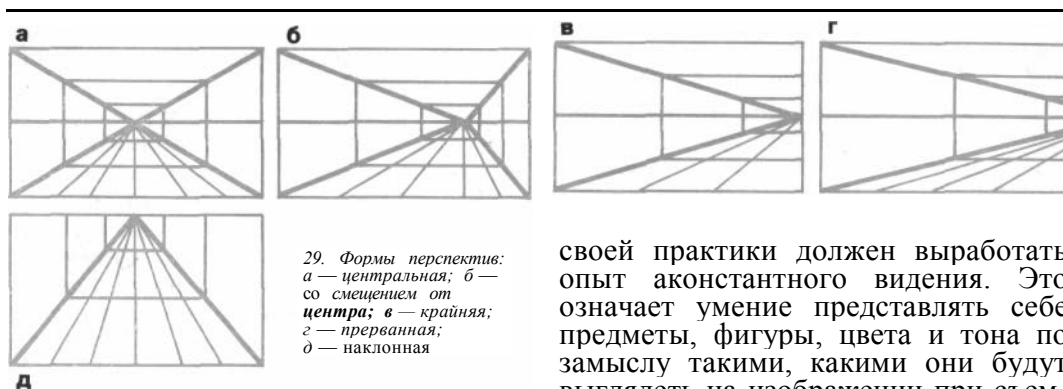 а
б
в
г
д
29. Формы перспектив:
а — центральная; б —
со смещением от
центра; в — крайняя;
г — прерванная;
д — наклонная
своей практики должен выработать
опыт аконстантного видения. Это
означает умение представлять себе
предметы, фигуры, цвета и тона по
замыслу такими, какими они будут